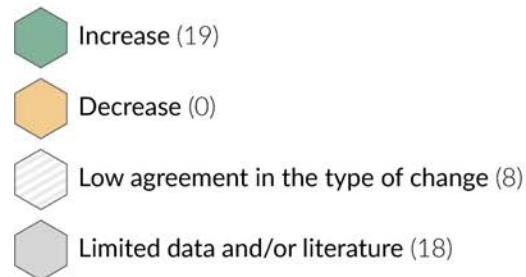 Increase (19)
Decrease (0)
Low agreement in the type of change (8)
Limited data and/or literature (18)